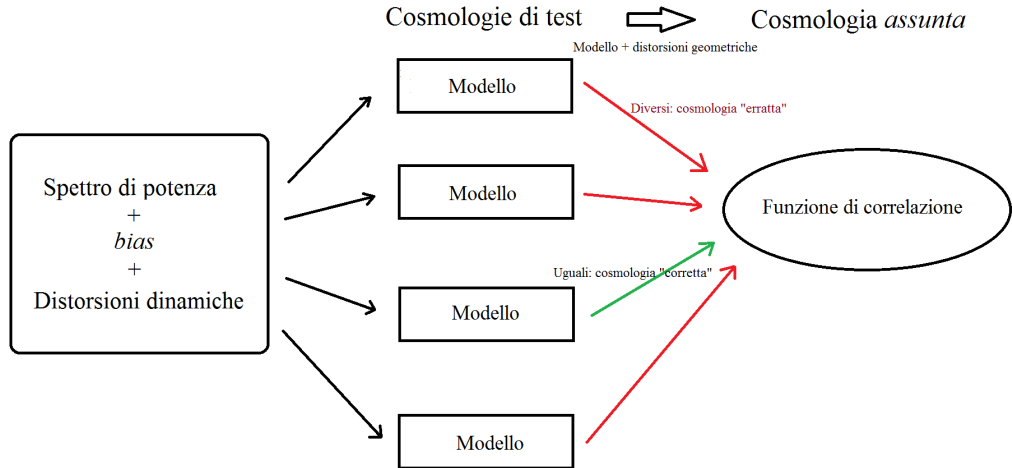 Cosmologie di test
Cosmologia assunta
Modello + distorsioni geometriche
Modello
Diversi: cosmologia "erratta"
Spettro di potenza
+
bias
+
Distorsioni dinamiche
Modello
Funzione di correlazione
Uguali: cosmologia "corretta"
Modello
Modello